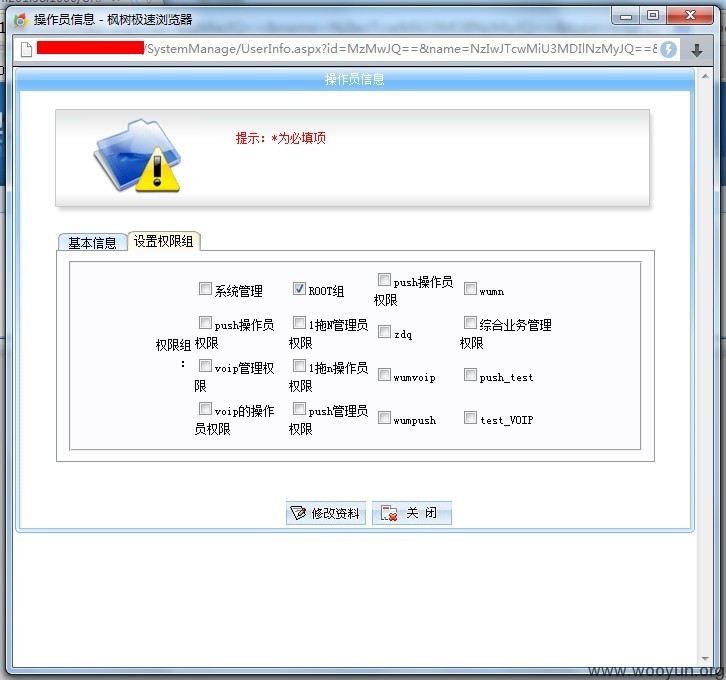 操作员信息 - 枫树极速浏览器
/SystemManage/UserInfo.aspx?id=MzMwJQ==&name=NzIwJTcwMiU3MDIlNzMyJQ==&
操作员信息
提示：*为必填项
基本信息
设置权限组
权限组：
系统管理
ROOT组
push操作员权限
wumn
push操作员权限
1拖N管理员权限
zdq
综合业务管理权限
voip管理权限
1拖n操作员权限
wumvoip
push_test
voip的操作员权限
push管理员权限
wumpush
test_VOIP
修改资料
关 闭
www.wooyun.org